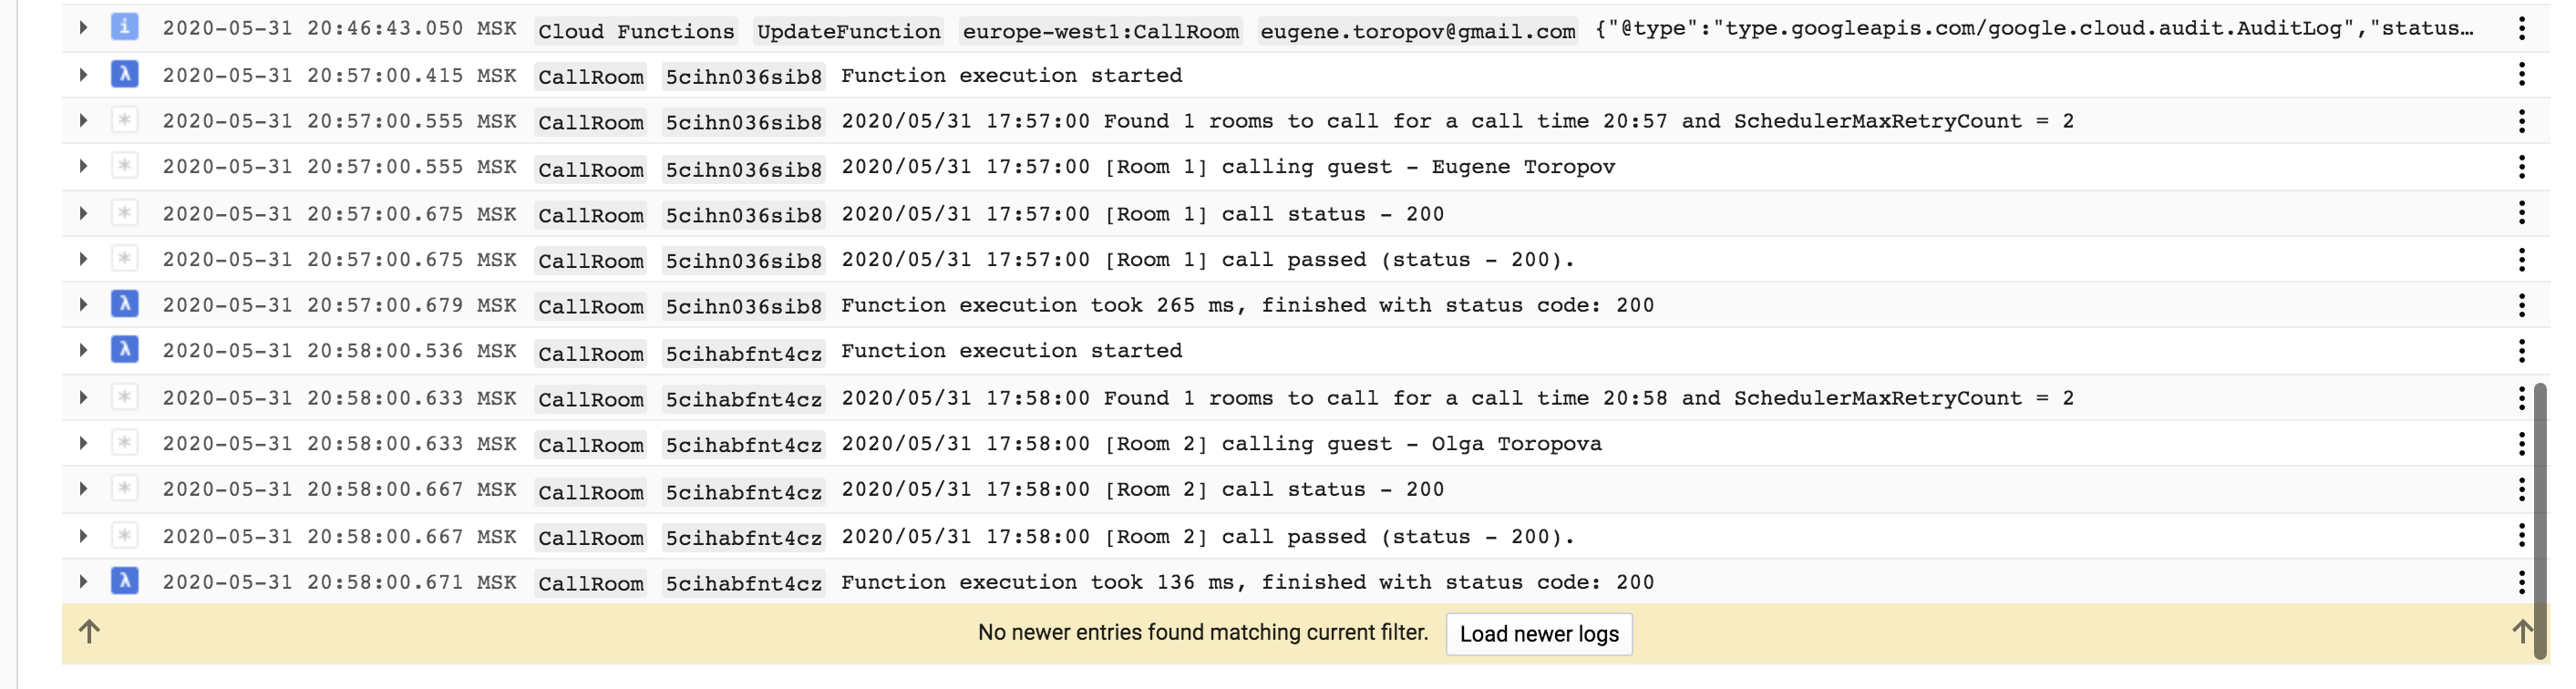 i 2020-05-31 20:46:43.050 MSK Cloud Functions UpdateFunction europe-west1:CallRoom eugene.toropov@gmail.com {"@type":"type.googleapis.com/google.cloud.audit.AuditLog","status…
λ 2020-05-31 20:57:00.415 MSK CallRoom 5cihn036sib8 Function execution started
* 2020-05-31 20:57:00.555 MSK CallRoom 5cihn036sib8 2020/05/31 17:57:00 Found 1 rooms to call for a call time 20:57 and SchedulerMaxRetryCount = 2
* 2020-05-31 20:57:00.555 MSK CallRoom 5cihn036sib8 2020/05/31 17:57:00 [Room 1] calling guest - Eugene Toropov
* 2020-05-31 20:57:00.675 MSK CallRoom 5cihn036sib8 2020/05/31 17:57:00 [Room 1] call status - 200
* 2020-05-31 20:57:00.675 MSK CallRoom 5cihn036sib8 2020/05/31 17:57:00 [Room 1] call passed (status - 200).
λ 2020-05-31 20:57:00.679 MSK CallRoom 5cihn036sib8 Function execution took 265 ms, finished with status code: 200
λ 2020-05-31 20:58:00.536 MSK CallRoom 5cihabfnt4cz Function execution started
* 2020-05-31 20:58:00.633 MSK CallRoom 5cihabfnt4cz 2020/05/31 17:58:00 Found 1 rooms to call for a call time 20:58 and SchedulerMaxRetryCount = 2
* 2020-05-31 20:58:00.633 MSK CallRoom 5cihabfnt4cz 2020/05/31 17:58:00 [Room 2] calling guest - Olga Toropova
* 2020-05-31 20:58:00.667 MSK CallRoom 5cihabfnt4cz 2020/05/31 17:58:00 [Room 2] call status - 200
* 2020-05-31 20:58:00.667 MSK CallRoom 5cihabfnt4cz 2020/05/31 17:58:00 [Room 2] call passed (status - 200).
λ 2020-05-31 20:58:00.671 MSK CallRoom 5cihabfnt4cz Function execution took 136 ms, finished with status code: 200
No newer entries found matching current filter. Load newer logs